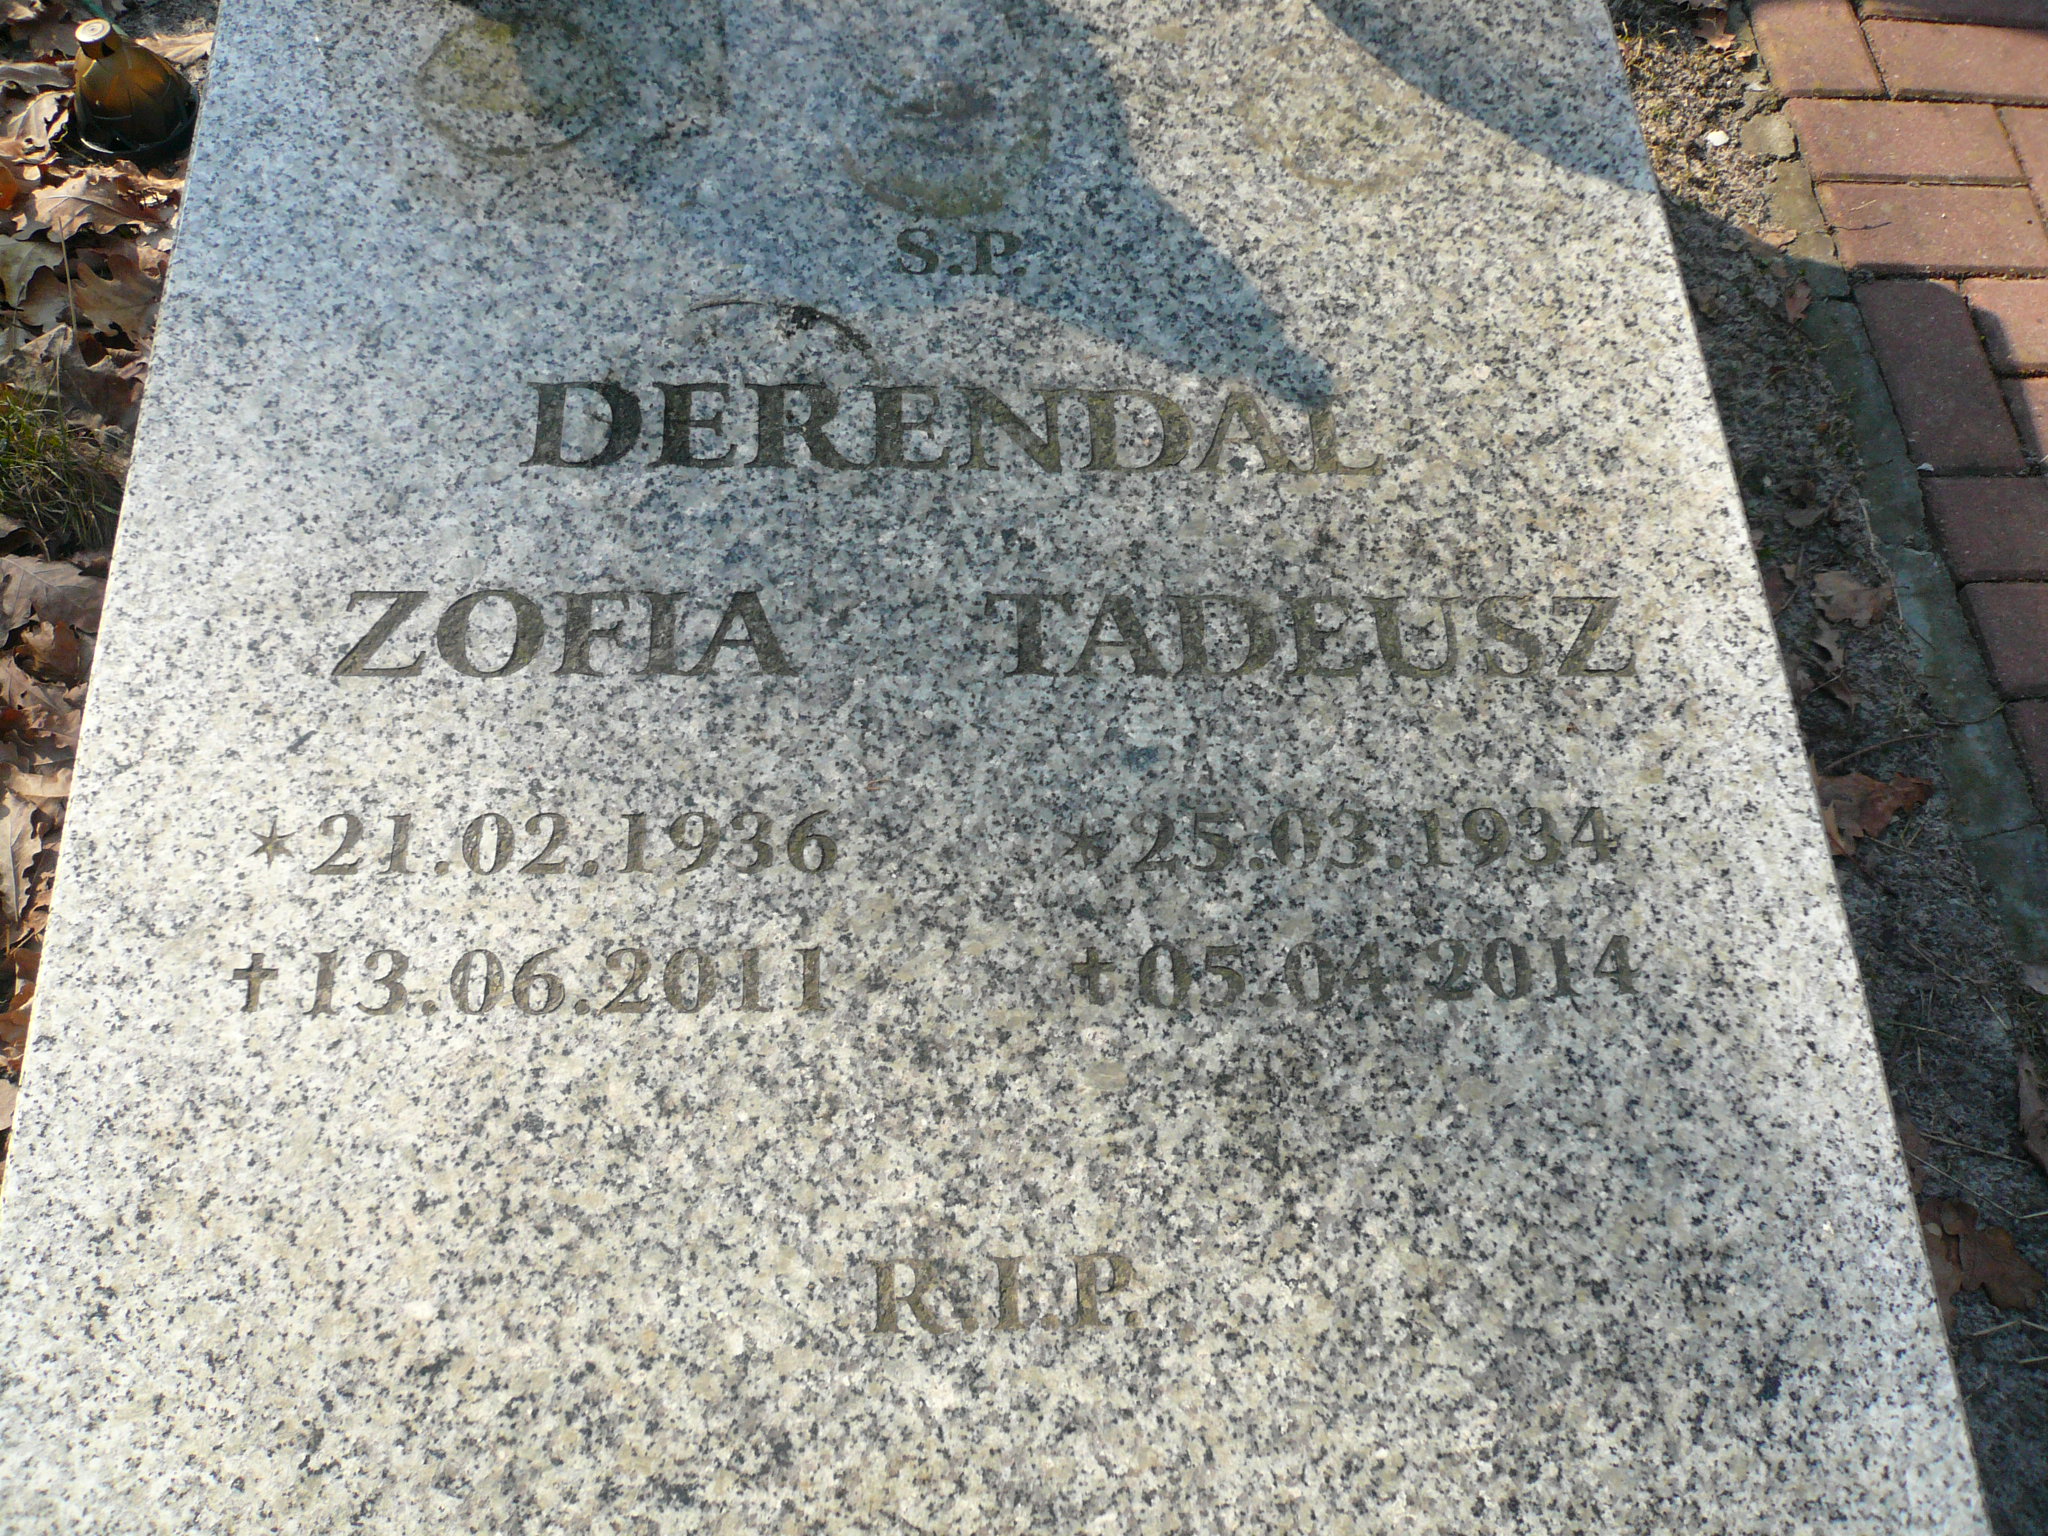 S.P.
DERENDAL
ZOFIA TADEUSZ
*21.02.1936 *25.03.1934
†13.06.2011 †05.04.2014
R.I.P.